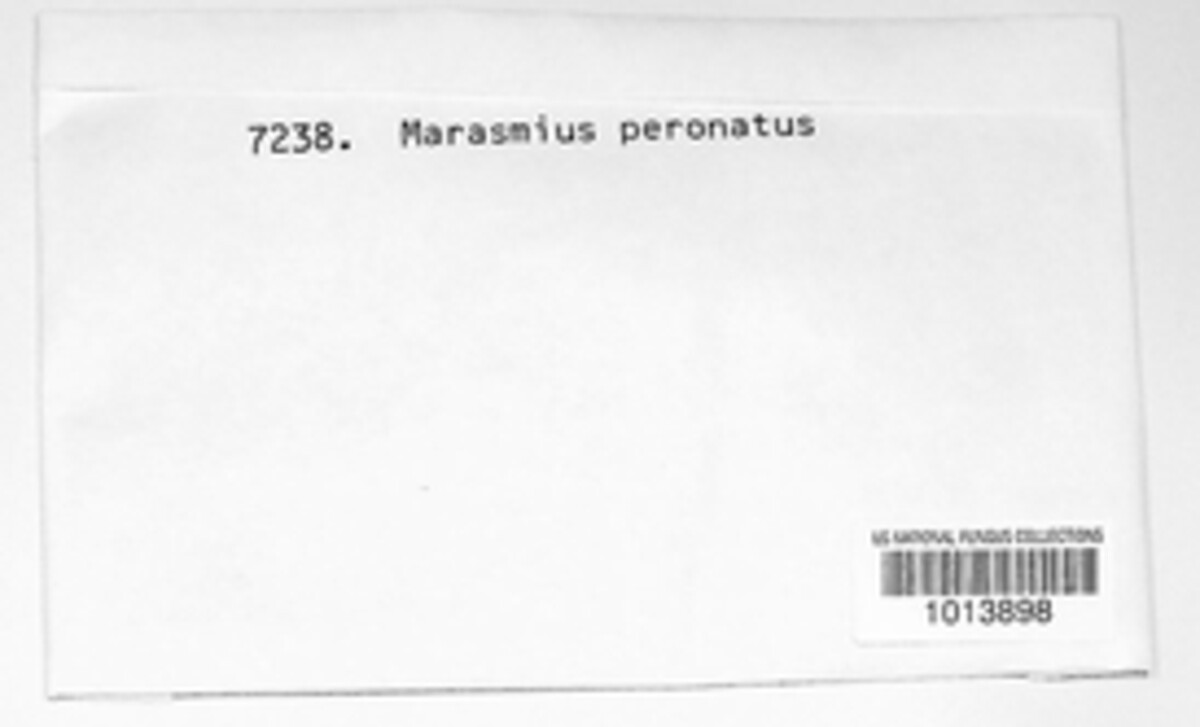 7238. Marasmius peronatus
US NATIONAL FUNGUS COLLECTIONS
1013898